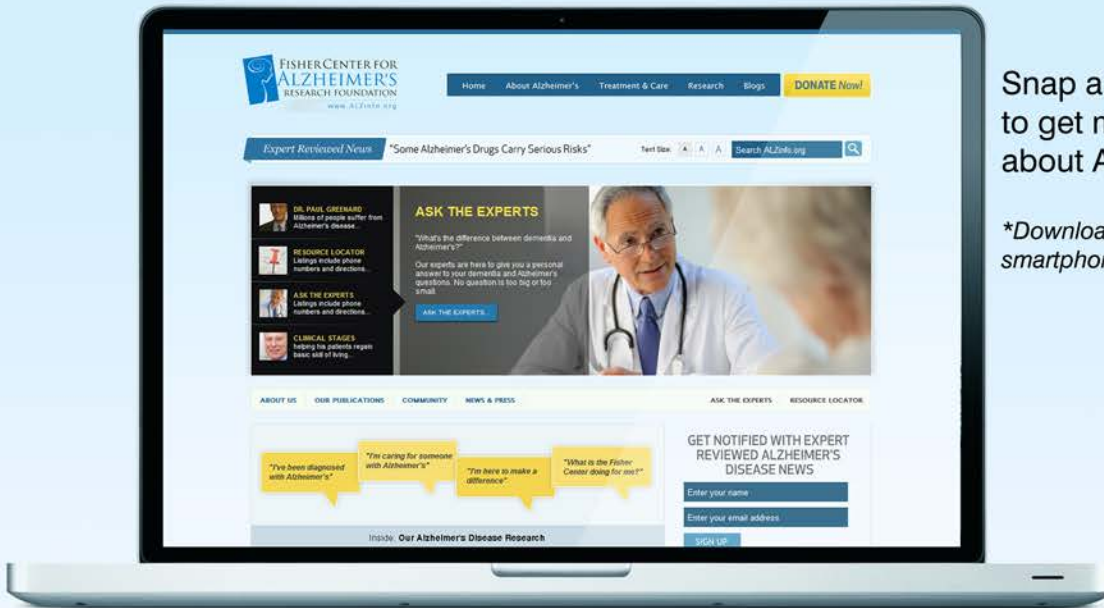 FISHER CENTER FOR
ALZHEIMER'S
RESEARCH FOUNDATION
www.ALZinfo.org
Home About Alzheimer's Treatment & Care Research Blogs DONATE Now!
Expert Reviewed News "Some Alzheimer's Drugs Carry Serious Risks" Text Size: A A A Search ALZinfo.org
DR. PAUL GREENARD
Millions of people suffer from
Alzheimer's disease...
RESOURCE LOCATOR
Listings include phone
numbers and directions...
ASK THE EXPERTS
Listings include phone
numbers and directions...
CLINICAL STAGES
helping his patients regain
basic skill of living...
ASK THE EXPERTS
"What's the difference between dementia and
Alzheimer's?"
Our experts are here to give you a personal
answer to your dementia and Alzheimer's
questions. No question is too big or too
small.
ASK THE EXPERTS...
ABOUT US OUR PUBLICATIONS COMMUNITY NEWS & PRESS ASK THE EXPERTS RESOURCE LOCATOR
"I've been diagnosed
with Alzheimer's"
"I'm caring for someone
with Alzheimer's"
"I'm here to make a
difference"
"What is the Fisher
Center doing for me?"
Inside: Our Alzheimer's Disease Research
GET NOTIFIED WITH EXPERT
REVIEWED ALZHEIMER'S
DISEASE NEWS
Enter your name
Enter your email address
SIGN UP
Snap a
to get
about